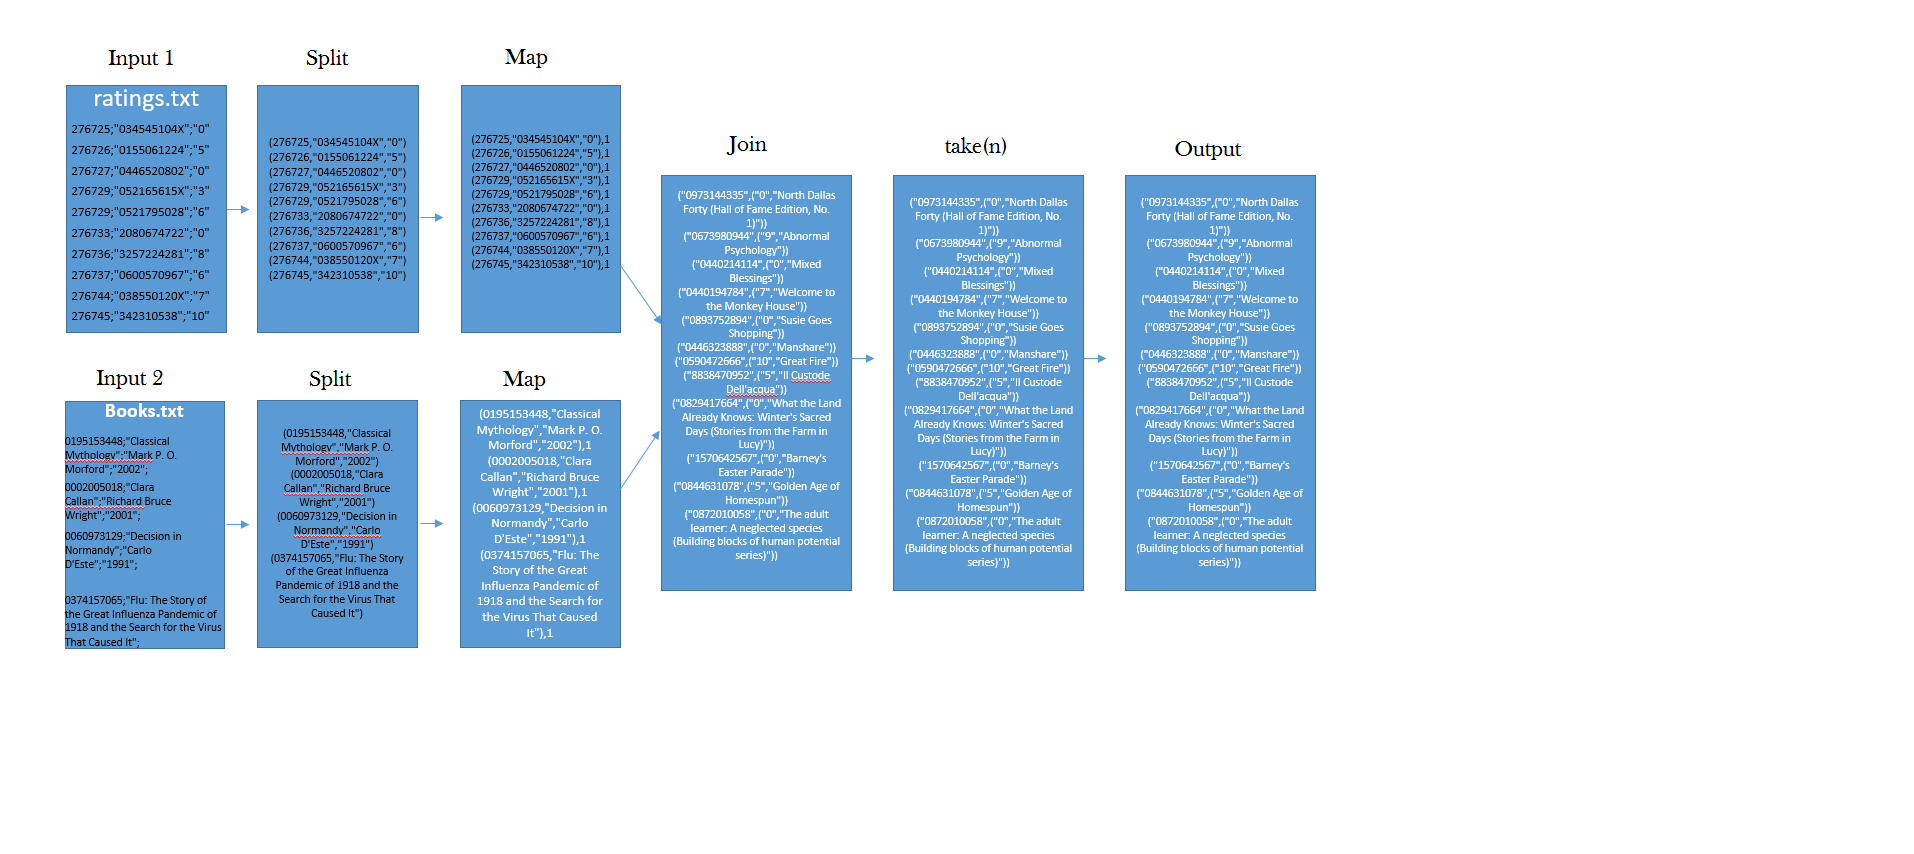 Input 1
ratings.txt
276725;"034545104X";"0"
276726;"0155061224";"5"
276727;"0446520802";"0"
276729;"052165615X";"3"
276729;"0521795028";"6"
276733;"2080674722";"0"
276736;"3257224281";"8"
276737;"0600570967";"6"
276744;"038550120X";"7"
276745;"342310538";"10"
Split
(276725,"034545104X","0")
(276726,"0155061224","5")
(276727,"0446520802","0")
(276729,"052165615X","3")
(276729,"0521795028","6")
(276733,"2080674722","0")
(276736,"3257224281","8")
(276737,"0600570967","6")
(276744,"038550120X","7")
(276745,"342310538","10")
Map
(276725,"034545104X","0"),1
(276726,"0155061224","5"),1
(276727,"0446520802","0"),1
(276729,"052165615X","3"),1
(276729,"0521795028","6"),1
(276733,"2080674722","0"),1
(276736,"3257224281","8"),1
(276737,"0600570967","6"),1
(276744,"038550120X","7"),1
(276745,"342310538","10"),1
Input 2
Books.txt
0195153448;"Classical
Mythology";"Mark P. O.
Morford";"2002";
0002005018;"Clara
Callan";"Richard Bruce
Wright";"2001";
0060973129;"Decision in
Normandy";"Carlo
D'Este";"1991";
0374157065;"Flu: The Story of
the Great Influenza Pandemic of
1918 and the Search for the Virus
That Caused It";
Split
(0195153448,"Classical
Mythology","Mark P. O.
Morford","2002")
(0002005018,"Clara
Callan","Richard Bruce
Wright","2001")
(0060973129,"Decision in
Normandy","Carlo
D'Este","1991")
(0374157065,"Flu: The Story
of the Great Influenza
Pandemic of 1918 and the
Search for the Virus That
Caused It")
Map
(0195153448,"Classical
Mythology","Mark P. O.
Morford","2002"),1
(0002005018,"Clara
Callan","Richard Bruce
Wright","2001"),1
(0060973129,"Decision in
Normandy","Carlo
D'Este","1991"),1
(0374157065,"Flu: The
Story of the Great
Influenza Pandemic of
1918 and the Search for
the Virus That Caused
It"),1
Join
("0973144335",("0","North Dallas
Forty (Hall of Fame Edition, No.
1)"))
("0673980944",("9","Abnormal
Psychology"))
("0440214114",("0","Mixed
Blessings"))
("0440194784",("7","Welcome to
the Monkey House"))
("0893752894",("0","Susie Goes
Shopping"))
("0446323888",("0","Manshare"))
("0590472666",("10","Great Fire"))
("8838470952",("5","Il Custode
Dell'acqua"))
("0829417664",("0","What the Land
Already Knows: Winter's Sacred
Days (Stories from the Farm in
Lucy)"))
("1570642567",("0","Barney's
Easter Parade"))
("0844631078",("5","Golden Age of
Homespun"))
("0872010058",("0","The adult
learner: A neglected species
(Building blocks of human potential
series)"))
take(n)
("0973144335",("0","North Dallas
Forty (Hall of Fame Edition, No.
1)"))
("0673980944",("9","Abnormal
Psychology"))
("0440214114",("0","Mixed
Blessings"))
("0440194784",("7","Welcome to
the Monkey House"))
("0893752894",("0","Susie Goes
Shopping"))
("0446323888",("0","Manshare"))
("0590472666",("10","Great Fire"))
("8838470952",("5","Il Custode
Dell'acqua"))
("0829417664",("0","What the Land
Already Knows: Winter's Sacred
Days (Stories from the Farm in
Lucy)"))
("1570642567",("0","Barney's
Easter Parade"))
("0844631078",("5","Golden Age of
Homespun"))
("0872010058",("0","The adult
learner: A neglected species
(Building blocks of human potential
series)"))
Output
("0973144335",("0","North Dallas
Forty (Hall of Fame Edition, No.
1)"))
("0673980944",("9","Abnormal
Psychology"))
("0440214114",("0","Mixed
Blessings"))
("0440194784",("7","Welcome to
the Monkey House"))
("0893752894",("0","Susie Goes
Shopping"))
("0446323888",("0","Manshare"))
("0590472666",("10","Great Fire"))
("8838470952",("5","Il Custode
Dell'acqua"))
("0829417664",("0","What the Land
Already Knows: Winter's Sacred
Days (Stories from the Farm in
Lucy)"))
("1570642567",("0","Barney's
Easter Parade"))
("0844631078",("5","Golden Age of
Homespun"))
("0872010058",("0","The adult
learner: A neglected species
(Building blocks of human potential
series)"))